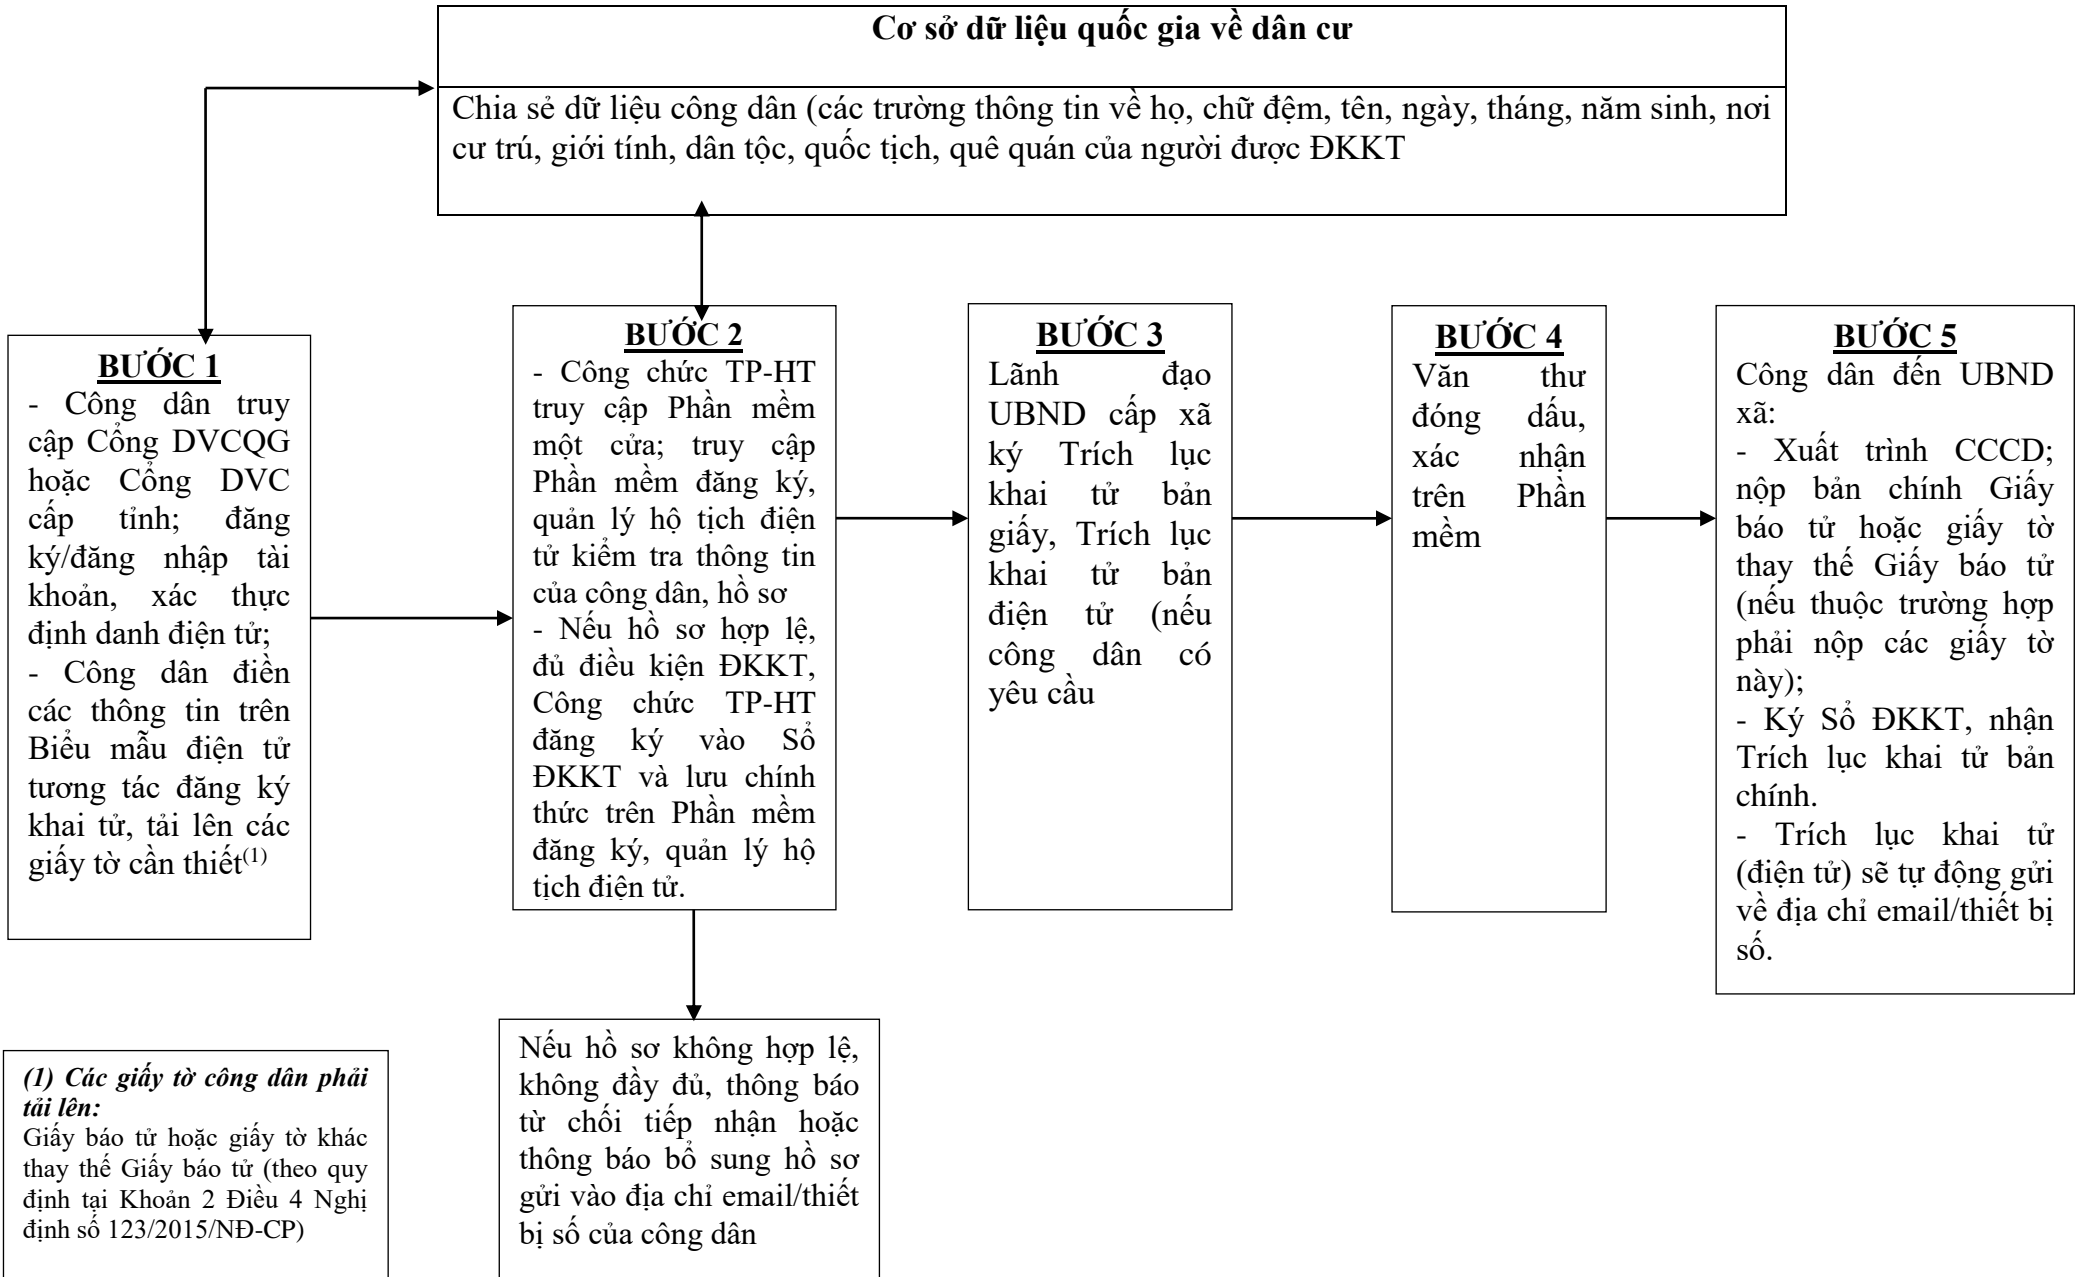 Cơ sở dữ liệu quốc gia về dân cư
Chia sẻ dữ liệu công dân (các trường thông tin về họ, chữ đệm, tên, ngày, tháng, năm sinh, nơi
cư trú, giới tính, dân tộc, quốc tịch, quê quán của người được ĐKKT
BƯỚC 1
- Công dân truy
cập Cổng DVCQG
hoặc Cổng DVC
cấp tỉnh; đăng
ký/đăng nhập tài
khoản, xác thực
định danh điện tử;
- Công dân điền
các thông tin trên
Biểu mẫu điện tử
tương tác đăng ký
khai tử, tải lên các
giấy tờ cần thiết(1)
BƯỚC 2
- Công chức TP-HT
truy cập Phần mềm
một cửa; truy cập
Phần mềm đăng ký,
quản lý hộ tịch điện
tử kiểm tra thông tin
của công dân, hồ sơ
- Nếu hồ sơ hợp lệ,
đủ điều kiện ĐKKT,
Công chức TP-HT
đăng ký vào Sổ
ĐKKT và lưu chính
thức trên Phần mềm
đăng ký, quản lý hộ
tịch điện tử.
BƯỚC 3
Lãnh đạo
UBND cấp xã
ký Trích lục
khai tử bản
giấy, Trích lục
khai tử bản
điện tử (nếu
công dân có
yêu cầu
BƯỚC 4
Văn thư
đóng dấu,
xác nhận
trên Phần
mềm
BƯỚC 5
Công dân đến UBND
xã:
- Xuất trình CCCD;
nộp bản chính Giấy
báo tử hoặc giấy tờ
thay thế Giấy báo tử
(nếu thuộc trường hợp
phải nộp các giấy tờ
này);
- Ký Sổ ĐKKT, nhận
Trích lục khai tử bản
chính.
- Trích lục khai tử
(điện tử) sẽ tự động gửi
về địa chỉ email/thiết bị
số.
(1) Các giấy tờ công dân phải
tải lên:
Giấy báo tử hoặc giấy tờ khác
thay thế Giấy báo tử (theo quy
định tại Khoản 2 Điều 4 Nghị
định số 123/2015/NĐ-CP)
Nếu hồ sơ không hợp lệ,
không đầy đủ, thông báo
từ chối tiếp nhận hoặc
thông báo bổ sung hồ sơ
gửi vào địa chỉ email/thiết
bị số của công dân